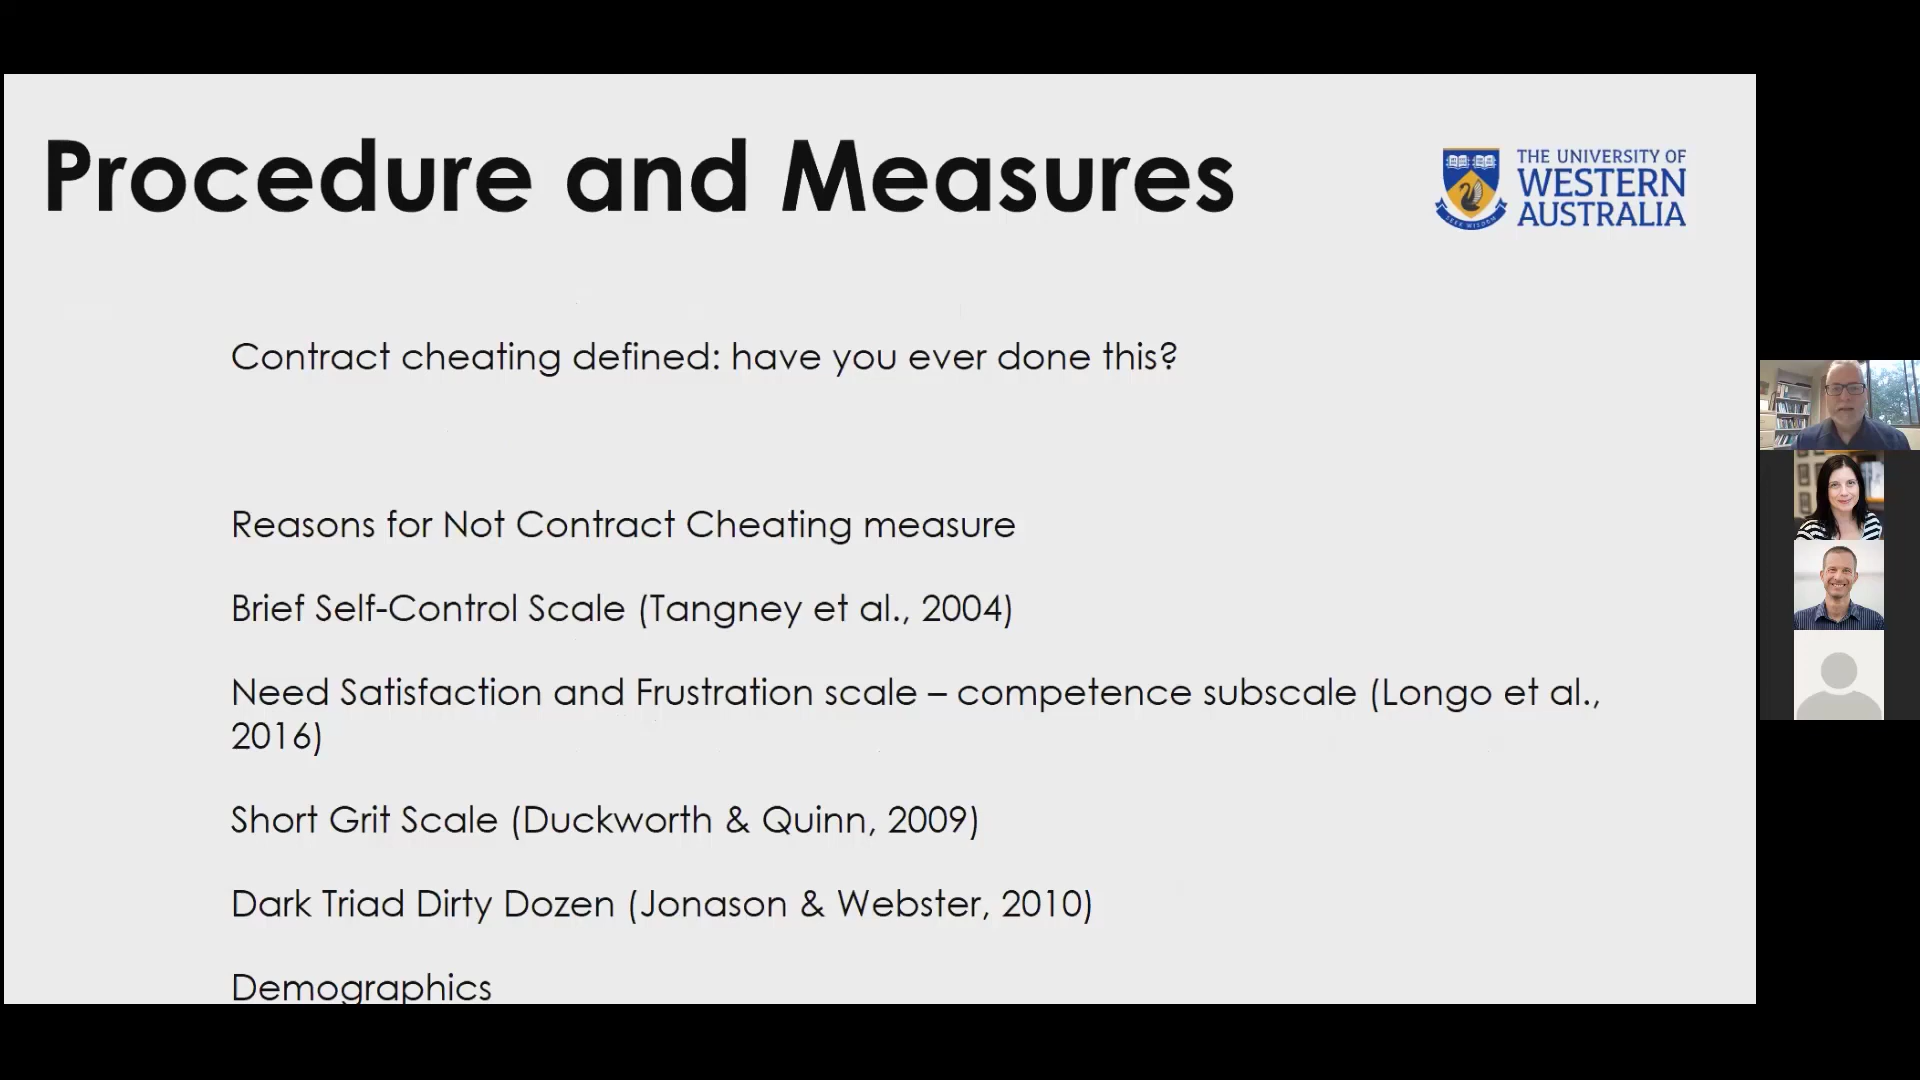 Procedure and Measures
THE UNIVERSITY OF
WESTERN
AUSTRALIA
SEEK WISDOM
Contract cheating defined: have you ever done this?
Reasons for Not Contract Cheating measure
Brief Self-Control Scale (Tangney et al., 2004)
Need Satisfaction and Frustration scale – competence subscale (Longo et al.,
2016)
Short Grit Scale (Duckworth & Quinn, 2009)
Dark Triad Dirty Dozen (Jonason & Webster, 2010)
Demographics